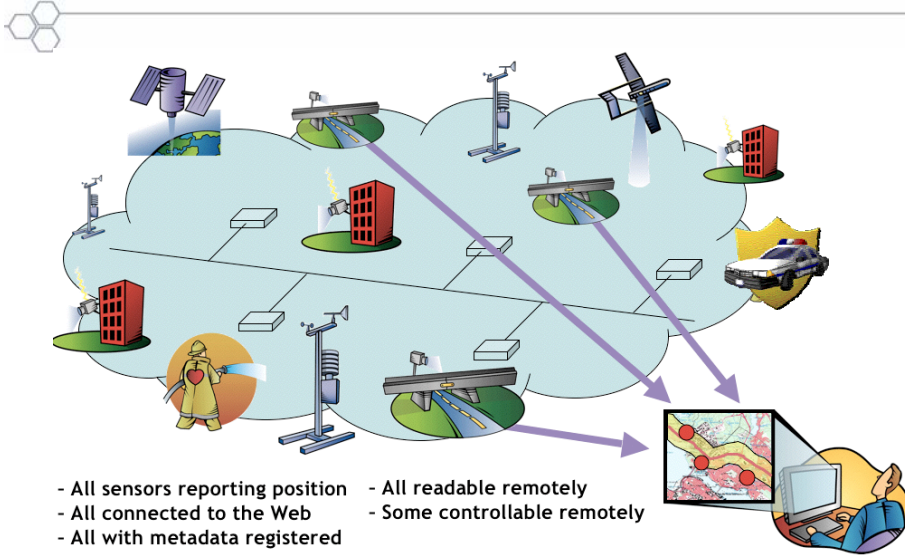 - All sensors reporting position
- All connected to the Web
- All with metadata registered
- All readable remotely
- Some controllable remotely